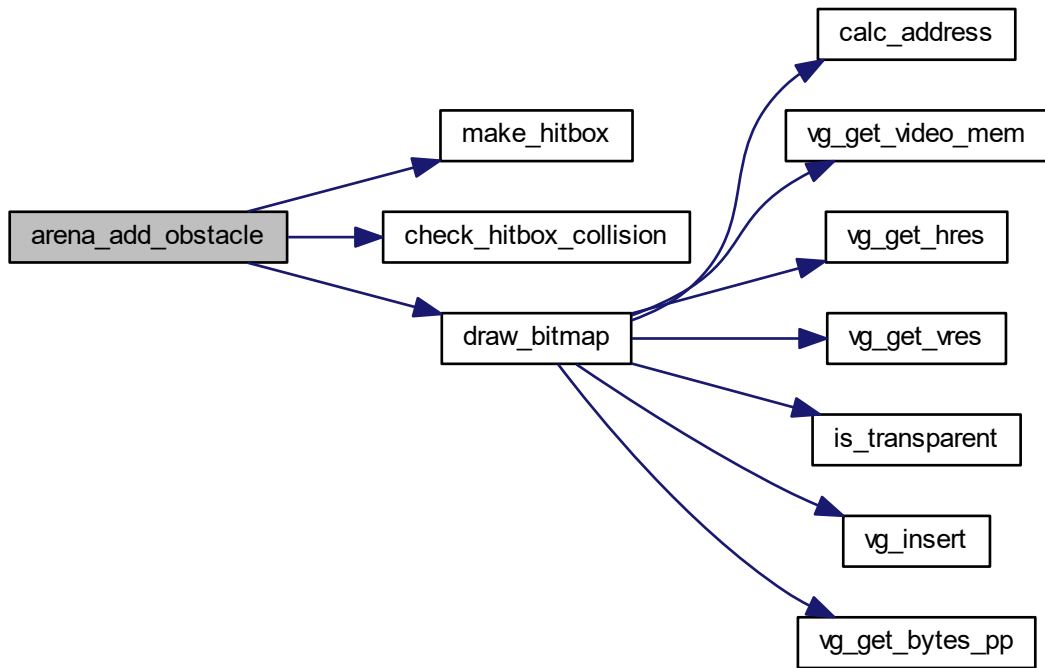 calc_address
vg_get_video_mem
make_hitbox
arena_add_obstacle
check_hitbox_collision
vg_get_hres
draw_bitmap
vg_get_vres
is_transparent
vg_insert
vg_get_bytes_pp